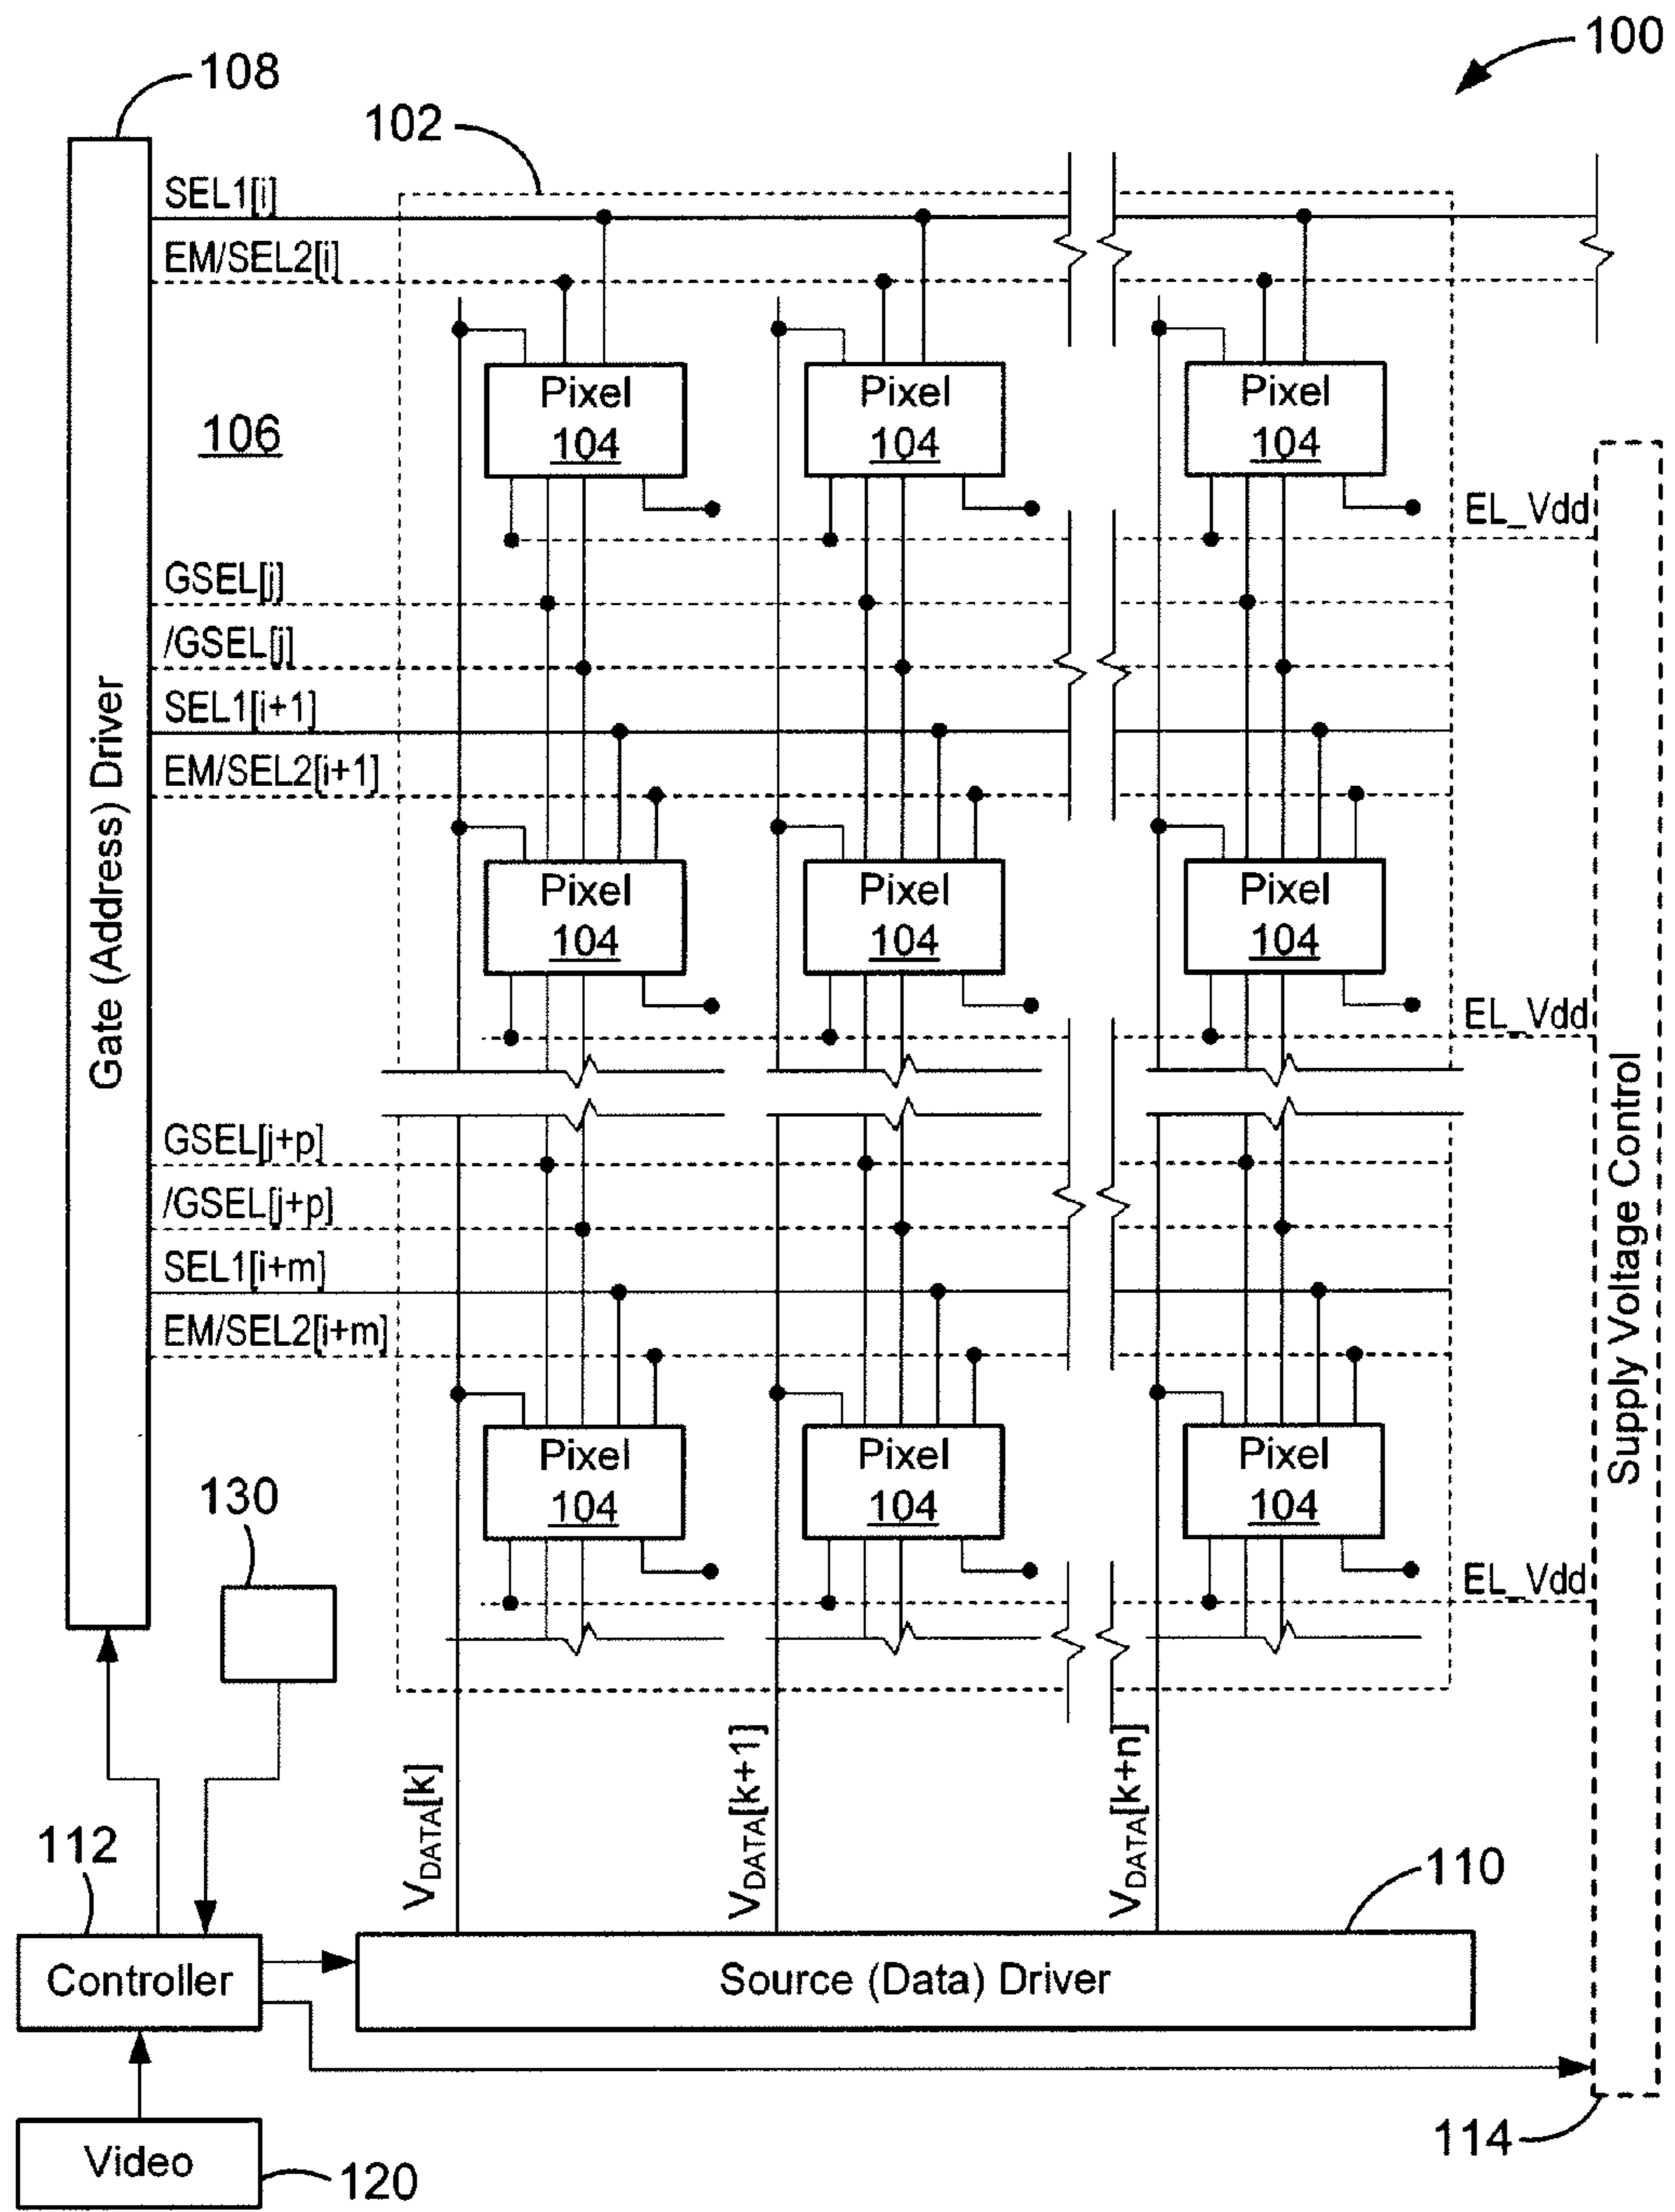 100
108
102
SEL1[i]
EM/SEL2[i]
Pixel
104
Pixel
104
Pixel
104
106
EL_Vdd
GSEL[j]
/GSEL[j]
SEL1[i+1]
EM/SEL2[i+1]
Gate (Address) Driver
Pixel
104
Pixel
104
Pixel
104
EL_Vdd
Supply Voltage Control
GSEL[j+p]
/GSEL[j+p]
SEL1[i+m]
EM/SEL2[i+m]
Pixel
104
Pixel
104
Pixel
104
130
EL_Vdd
VDATA[k]
VDATA[k+1]
VDATA[k+n]
112
110
Controller
Source (Data) Driver
114
Video
120